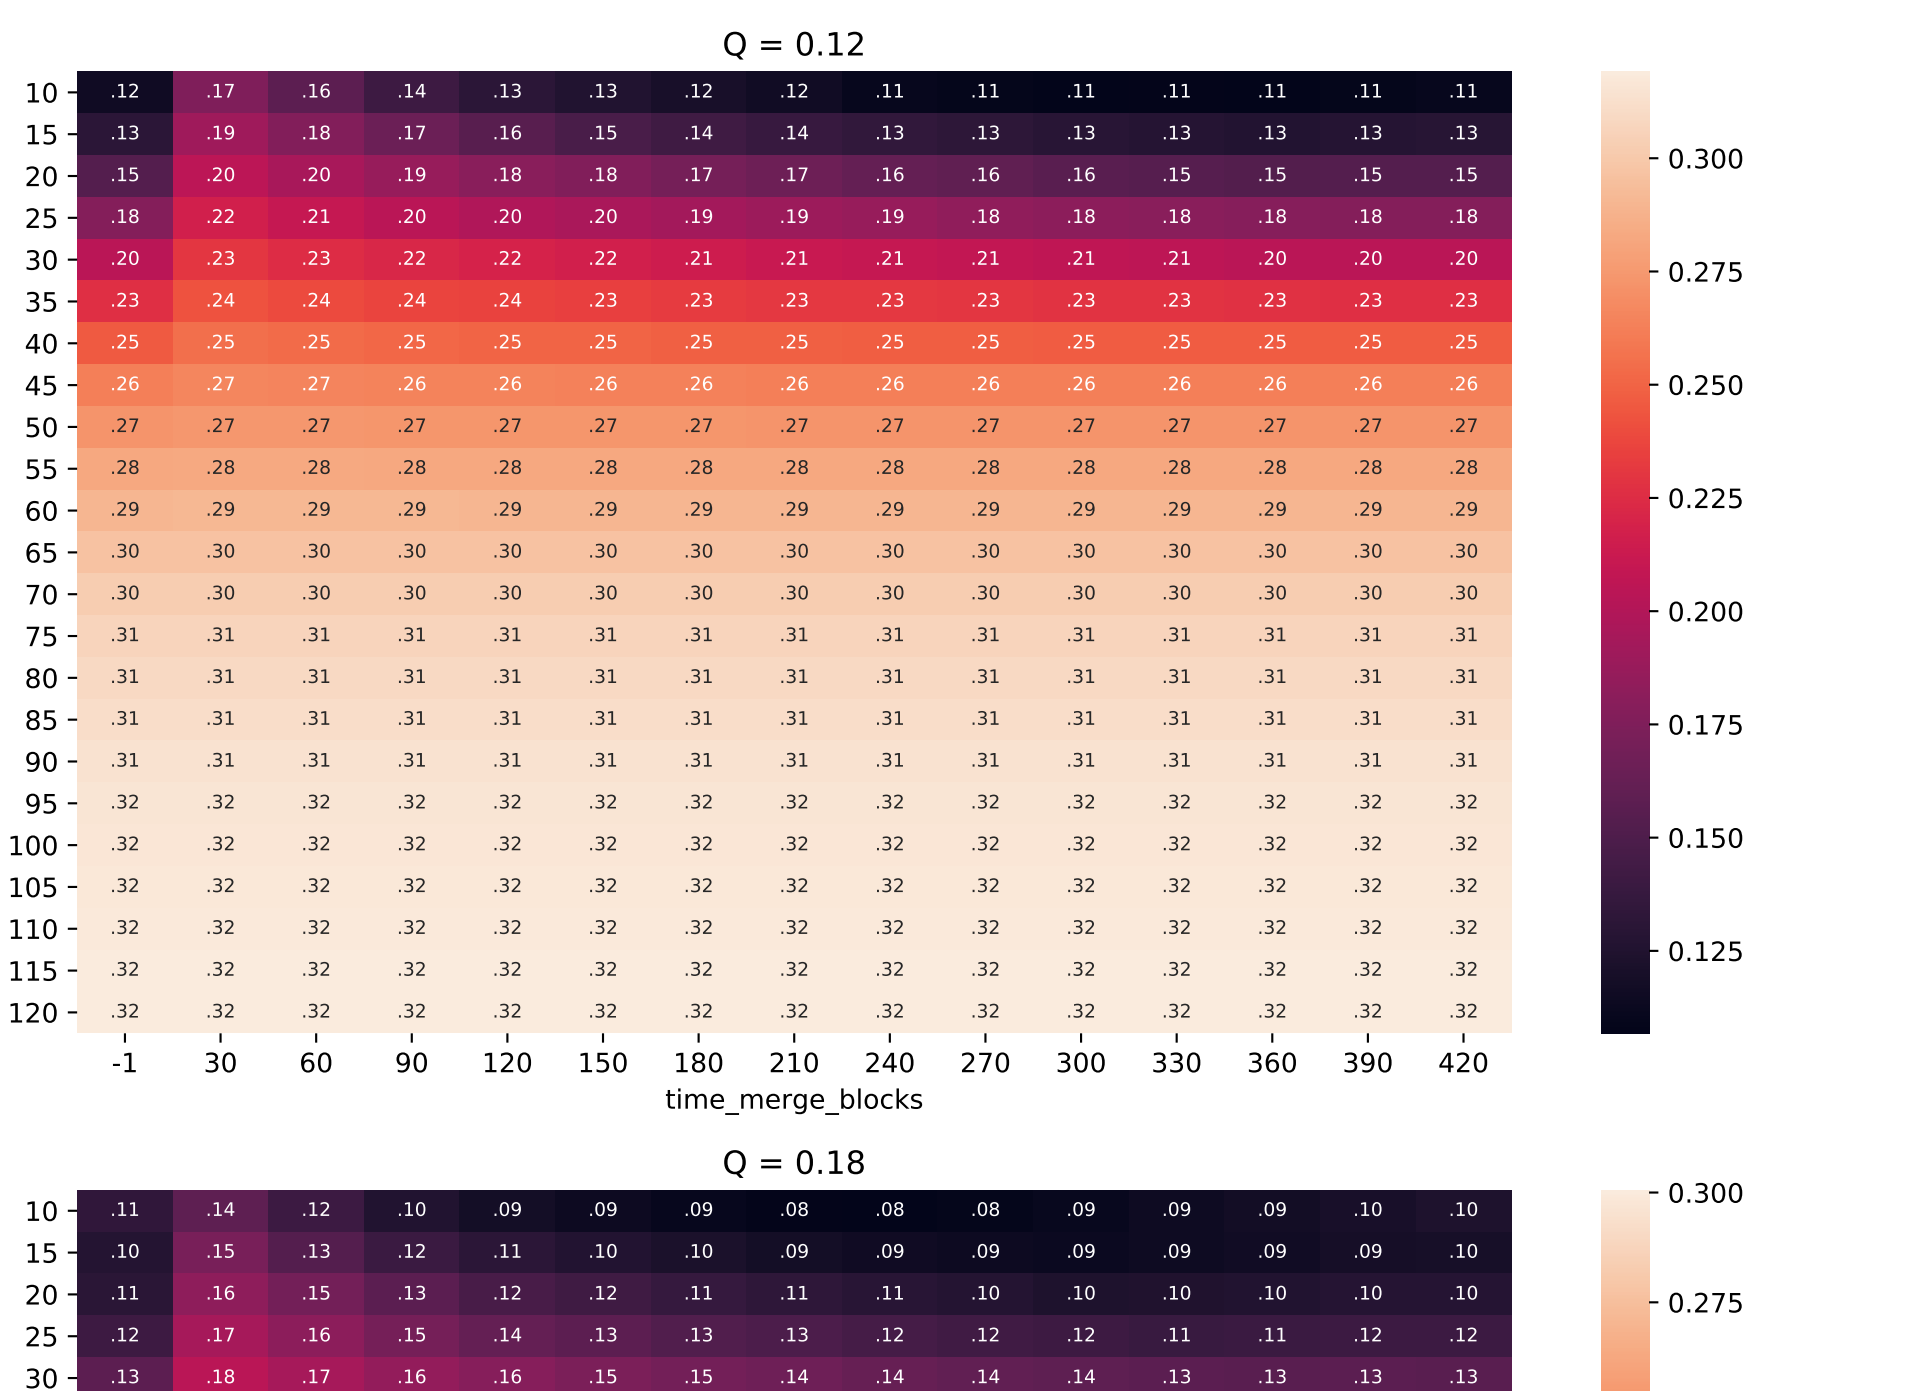 Q = 0.12
10 .12 .17 .16 .14 .13 .13 .12 .12 .11 .11 .11 .11 .11 .11 .11
15 .13 .19 .18 .17 .16 .15 .14 .14 .13 .13 .13 .13 .13 .13 .13
20 .15 .20 .20 .19 .18 .18 .17 .17 .16 .16 .16 .15 .15 .15 .15
25 .18 .22 .21 .20 .20 .20 .19 .19 .19 .18 .18 .18 .18 .18 .18
30 .20 .23 .23 .22 .22 .22 .21 .21 .21 .21 .21 .21 .20 .20 .20
35 .23 .24 .24 .24 .24 .23 .23 .23 .23 .23 .23 .23 .23 .23 .23
40 .25 .25 .25 .25 .25 .25 .25 .25 .25 .25 .25 .25 .25 .25 .25
45 .26 .27 .27 .26 .26 .26 .26 .26 .26 .26 .26 .26 .26 .26 .26
50 .27 .27 .27 .27 .27 .27 .27 .27 .27 .27 .27 .27 .27 .27 .27
55 .28 .28 .28 .28 .28 .28 .28 .28 .28 .28 .28 .28 .28 .28 .28
60 .29 .29 .29 .29 .29 .29 .29 .29 .29 .29 .29 .29 .29 .29 .29
65 .30 .30 .30 .30 .30 .30 .30 .30 .30 .30 .30 .30 .30 .30 .30
70 .30 .30 .30 .30 .30 .30 .30 .30 .30 .30 .30 .30 .30 .30 .30
75 .31 .31 .31 .31 .31 .31 .31 .31 .31 .31 .31 .31 .31 .31 .31
80 .31 .31 .31 .31 .31 .31 .31 .31 .31 .31 .31 .31 .31 .31 .31
85 .31 .31 .31 .31 .31 .31 .31 .31 .31 .31 .31 .31 .31 .31 .31
90 .31 .31 .31 .31 .31 .31 .31 .31 .31 .31 .31 .31 .31 .31 .31
95 .32 .32 .32 .32 .32 .32 .32 .32 .32 .32 .32 .32 .32 .32 .32
100 .32 .32 .32 .32 .32 .32 .32 .32 .32 .32 .32 .32 .32 .32 .32
105 .32 .32 .32 .32 .32 .32 .32 .32 .32 .32 .32 .32 .32 .32 .32
110 .32 .32 .32 .32 .32 .32 .32 .32 .32 .32 .32 .32 .32 .32 .32
115 .32 .32 .32 .32 .32 .32 .32 .32 .32 .32 .32 .32 .32 .32 .32
120 .32 .32 .32 .32 .32 .32 .32 .32 .32 .32 .32 .32 .32 .32 .32
-1 30 60 90 120 150 180 210 240 270 300 330 360 390 420
time_merge_blocks
0.300
0.275
0.250
0.225
0.200
0.175
0.150
0.125
Q = 0.18
10 .11 .14 .12 .10 .09 .09 .09 .08 .08 .08 .09 .09 .09 .10 .10
15 .10 .15 .13 .12 .11 .10 .10 .09 .09 .09 .09 .09 .09 .09 .10
20 .11 .16 .15 .13 .12 .12 .11 .11 .11 .10 .10 .10 .10 .10 .10
25 .12 .17 .16 .15 .14 .13 .13 .13 .12 .12 .12 .11 .11 .12 .12
30 .13 .18 .17 .16 .16 .15 .15 .14 .14 .14 .14 .13 .13 .13 .13
0.300
0.275